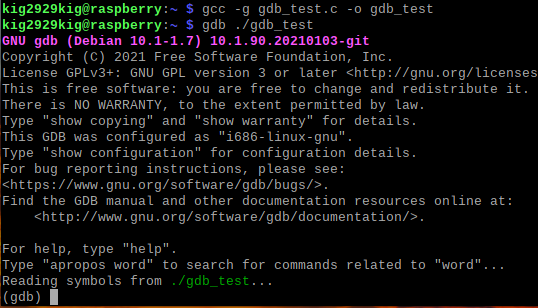 kig2929kig@raspberry:~ $ gcc -g gdb_test.c -o gdb_test
kig2929kig@raspberry:~ $ gdb ./gdb_test
GNU gdb (Debian 10.1-1.7) 10.1.90.20210103-git
Copyright (C) 2021 Free Software Foundation, Inc.
License GPLv3+: GNU GPL version 3 or later <http://gnu.org/licenses
This is free software: you are free to change and redistribute it.
There is NO WARRANTY, to the extent permitted by law.
Type "show copying" and "show warranty" for details.
This GDB was configured as "i686-linux-gnu".
Type "show configuration" for configuration details.
For bug reporting instructions, please see:
<https://www.gnu.org/software/gdb/bugs/>.
Find the GDB manual and other documentation resources online at:
    <http://www.gnu.org/software/gdb/documentation/>.

For help, type "help".
Type "apropos word" to search for commands related to "word"...
Reading symbols from ./gdb_test...
(gdb)